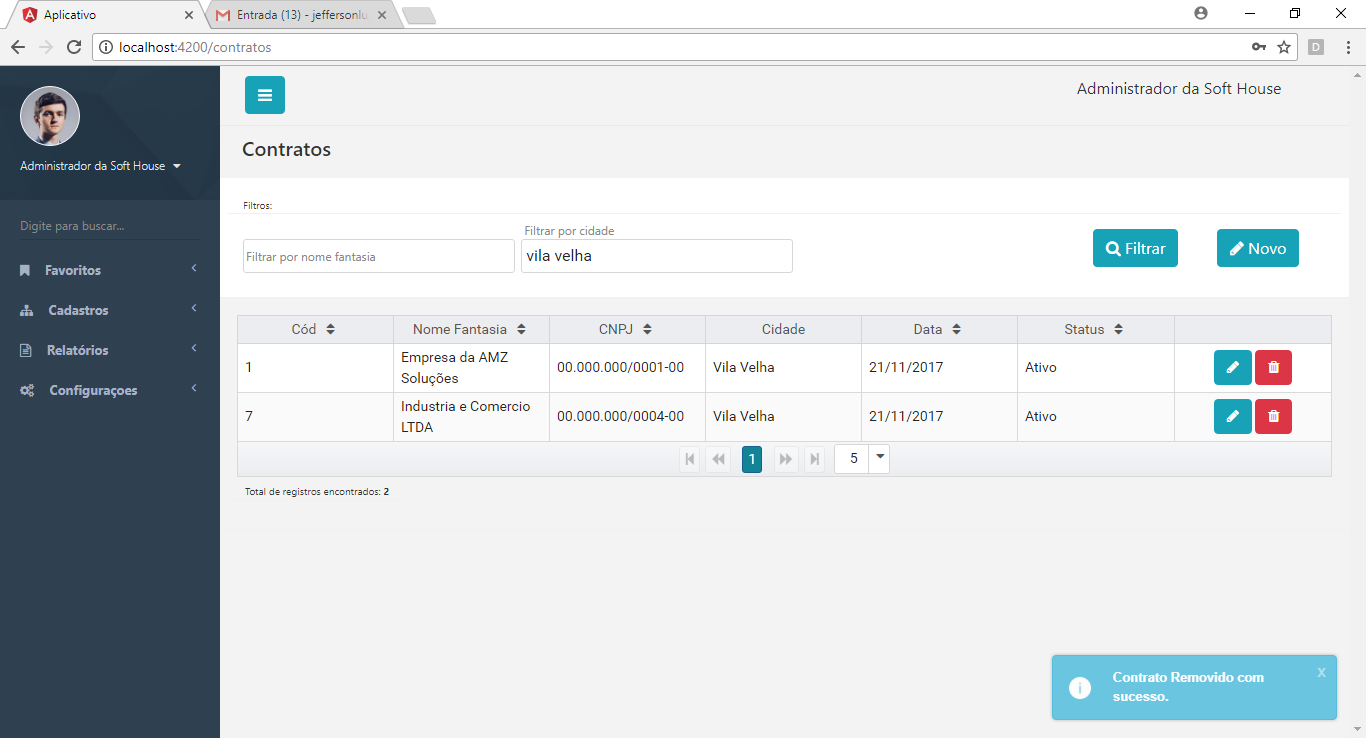 Aplicativo
Entrada (13) - jeffersonlu
localhost:4200/contratos
D
Administrador da Soft House
Administrador da Soft House
Digite para buscar...
Favoritos
Cadastros
Relatórios
Configuraçoes
Contratos
Filtros:
Filtrar por cidade
Filtrar por nome fantasia
vila velha
Filtrar
Novo
Cód Nome Fantasia CNPJ Cidade Data Status
1 Empresa da AMZ Soluções 00.000.000/0001-00 Vila Velha 21/11/2017 Ativo
7 Industria e Comercio LTDA 00.000.000/0004-00 Vila Velha 21/11/2017 Ativo
1 5
Total de registros encontrados: 2
Contrato Removido com
sucesso.
x